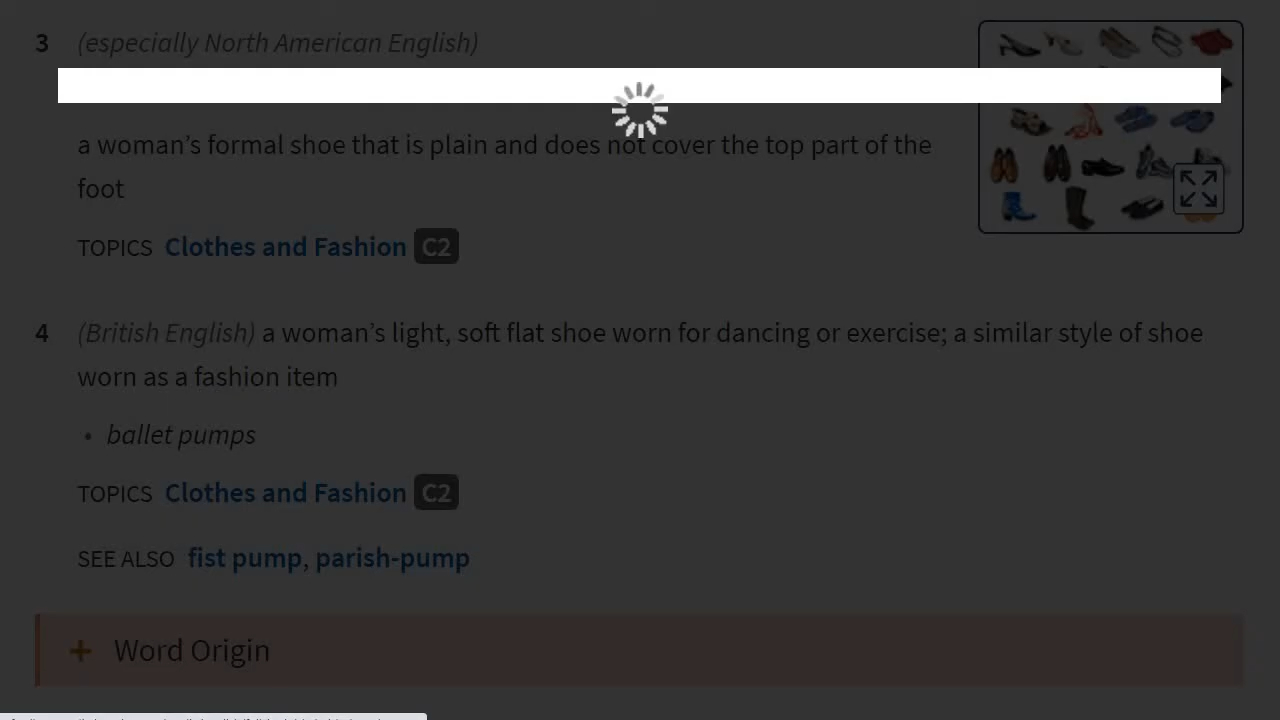 3 (especially North American English)
a woman’s formal shoe that is plain and does not cover the top part of the
foot
TOPICS Clothes and Fashion C2
4 (British English) a woman’s light, soft flat shoe worn for dancing or exercise; a similar style of shoe
worn as a fashion item
• ballet pumps
TOPICS Clothes and Fashion C2
SEE ALSO fist pump, parish-pump
+ Word Origin